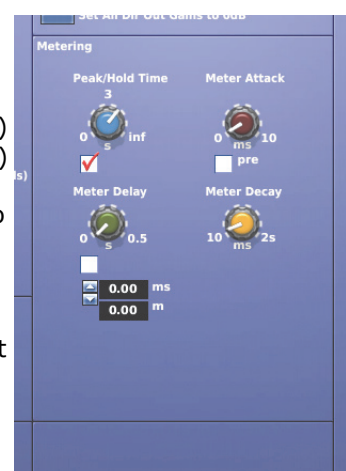 Set All Dir Out Gains to 0dB
Metering
Peak/Hold Time
3
0 inf
s
Meter Attack
0 10
ms
pre
Meter Delay
0 0.5
s
Meter Decay
10 2s
ms
0.00 ms
0.00 m
)
)
s)
t